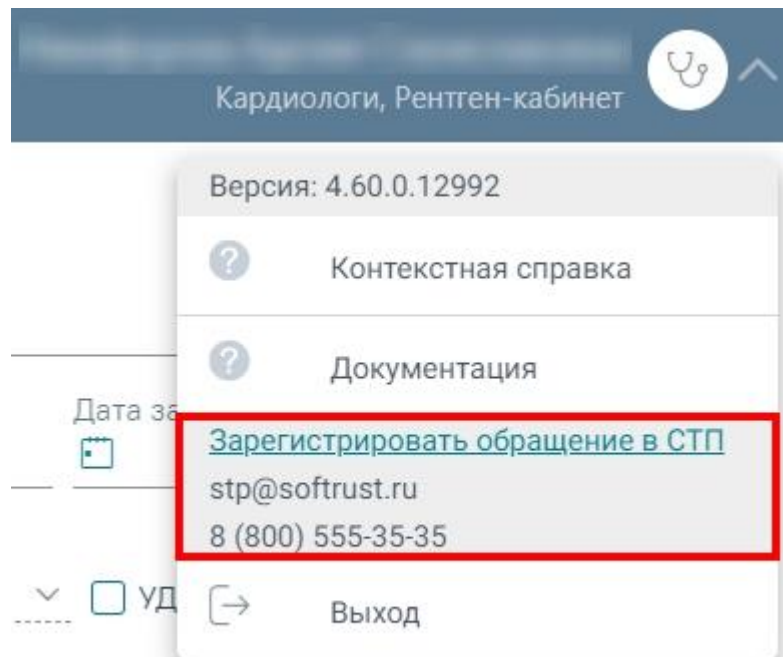 Кардиологи, Рентген-кабинет
Версия: 4.60.0.12992
Контекстная справка
Документация
Дата за
Зарегистрировать обращение в СТП
stp@softrust.ru
8 (800) 555-35-35
УД
Выход